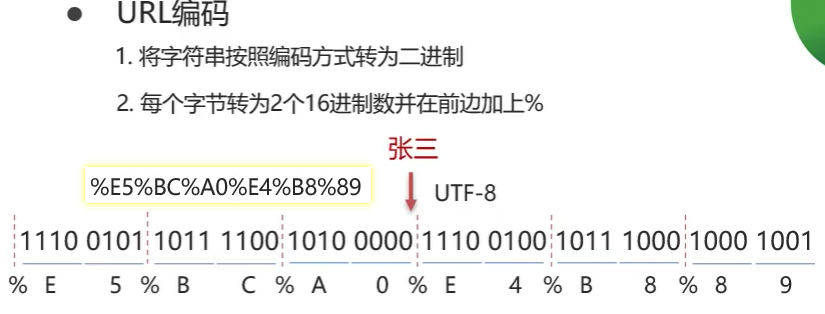 ● URL编码
1. 将字符串按照编码方式转为二进制
2. 每个字节转为2个16进制数并在前边加上%
张三
%E5%BC%A0%E4%B8%89
UTF-8
1110 0101 1011 1100 1010 0000 1110 0100 1011 1000 1000 1001
% E 5 % B C % A 0 % E 4 % B 8 % 8 9